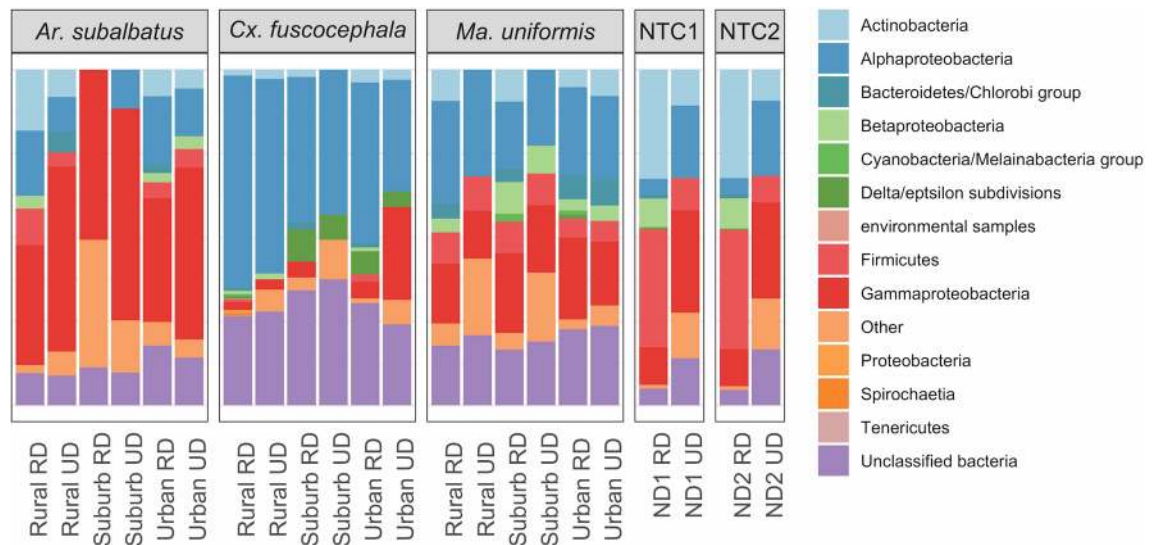 Ar. subalbatus
Cx. fuscocephala
Ma. uniformis
NTC1
NTC2
Rural RD
Rural UD
Suburb RD
Suburb UD
Urban RD
Urban UD
Rural RD
Rural UD
Suburb RD
Suburb UD
Urban RD
Urban UD
Rural RD
Rural UD
Suburb RD
Suburb UD
Urban RD
Urban UD
ND1 RD
ND1 UD
ND2 RD
ND2 UD
Actinobacteria
Alphaproteobacteria
Bacteroidetes/Chlorobi group
Betaproteobacteria
Cyanobacteria/Melainabacteria group
Delta/eptsilon subdivisions
environmental samples
Firmicutes
Gammaproteobacteria
Other
Proteobacteria
Spirochaetia
Tenericutes
Unclassified bacteria